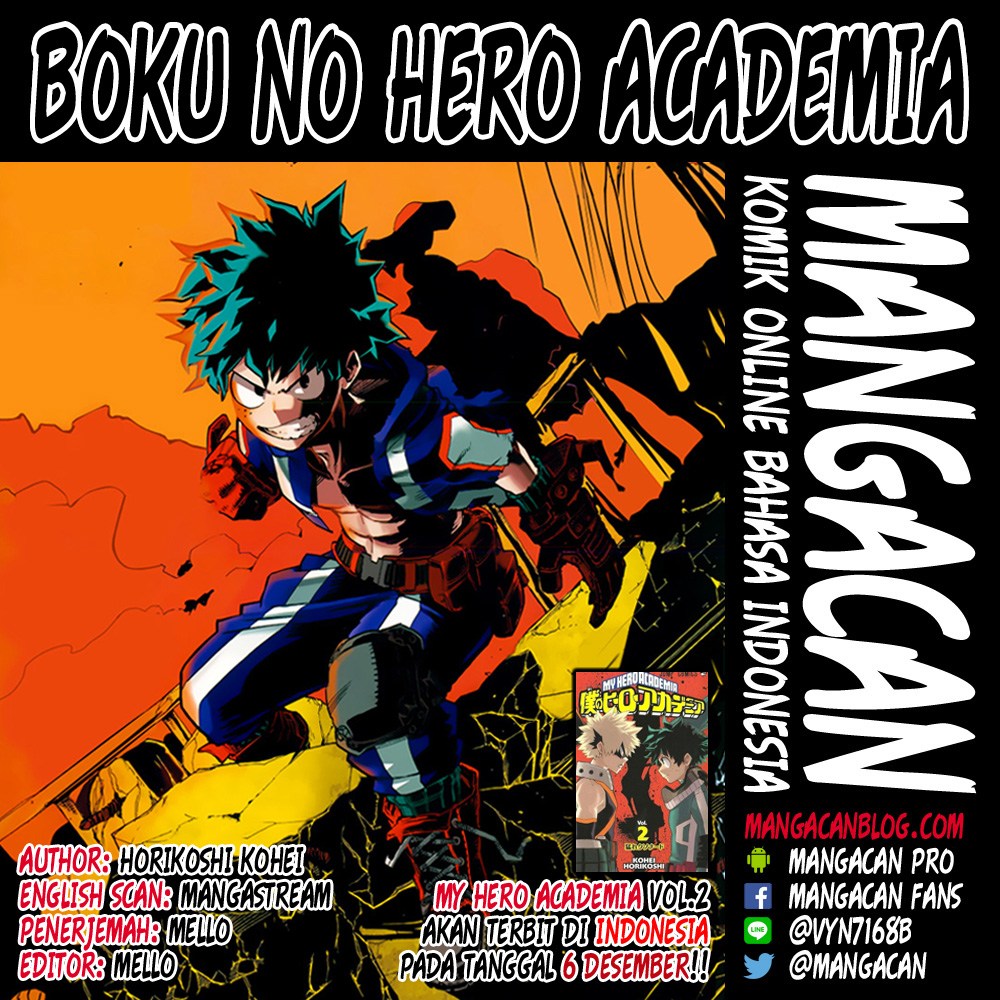 BOKU NO HERO ACADEMIA
MANGACAN
KOMIK ONLINE BAHASA INDONESIA
MY HERO ACADEMIA
僕のヒーローアカデミア
Vol.
2
KOHEI
HORIKOSHI
AUTHOR: HORIKOSHI KOHEI
ENGLISH SCAN: MANGASTREAM
PENERJEMAH: MELLO
EDITOR: MELLO
MY HERO ACADEMIA VOL.2
AKAN TERBIT DI INDONESIA
PADA TANGGAL 6 DESEMBER!!
MANGACANBLOG.COM
MANGACAN PRO
MANGACAN FANS
LINE
@VYN7168B
@MANGACAN